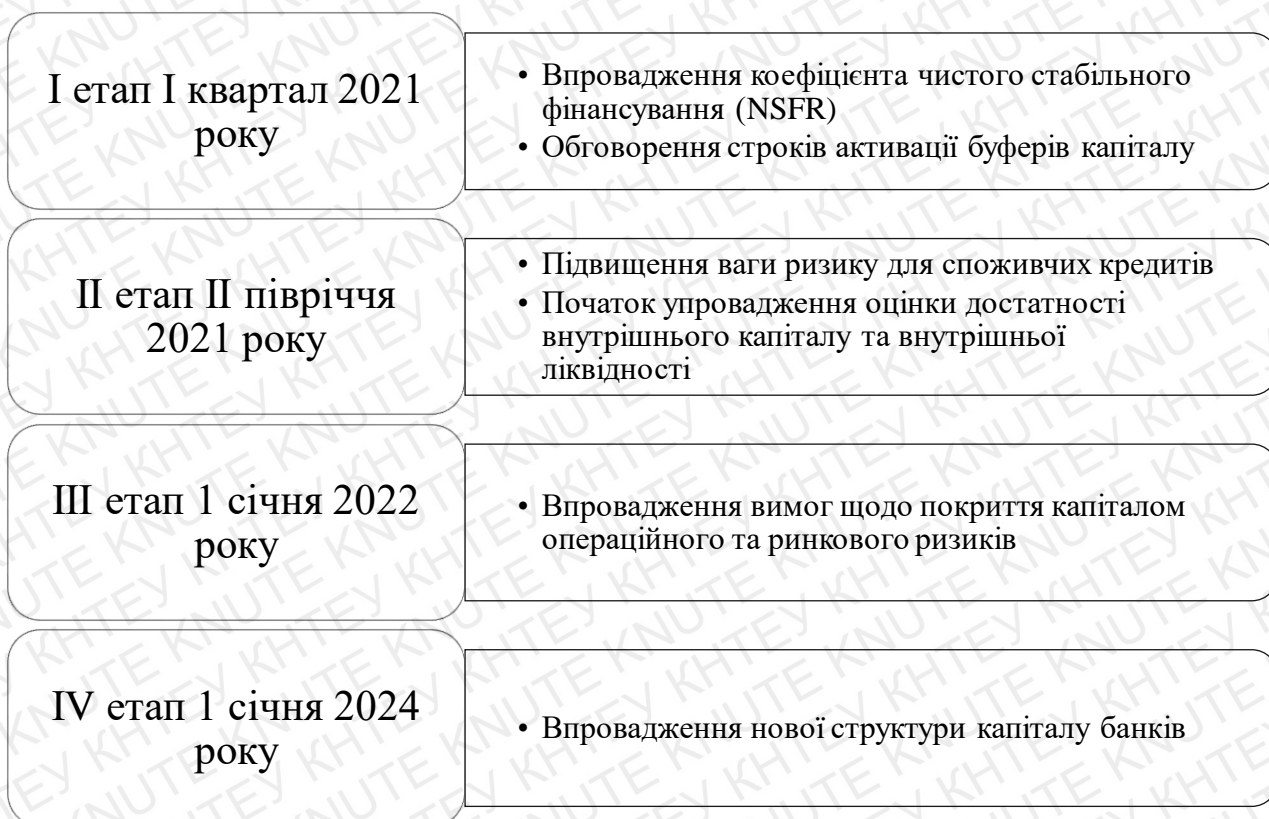 І етап І квартал 2021
року
• Впровадження коефіцієнта чистого стабільного
фінансування (NSFR)
• Обговорення строків активації буферів капіталу
ІІ етап ІІ півріччя
2021 року
• Підвищення ваги ризику для споживчих кредитів
• Початок упровадження оцінки достатності
внутрішнього капіталу та внутрішньої
ліквідності
ІІІ етап 1 січня 2022
року
• Впровадження вимог щодо покриття капіталом
операційного та ринкового ризиків
IV етап 1 січня 2024
року
• Впровадження нової структури капіталу банків